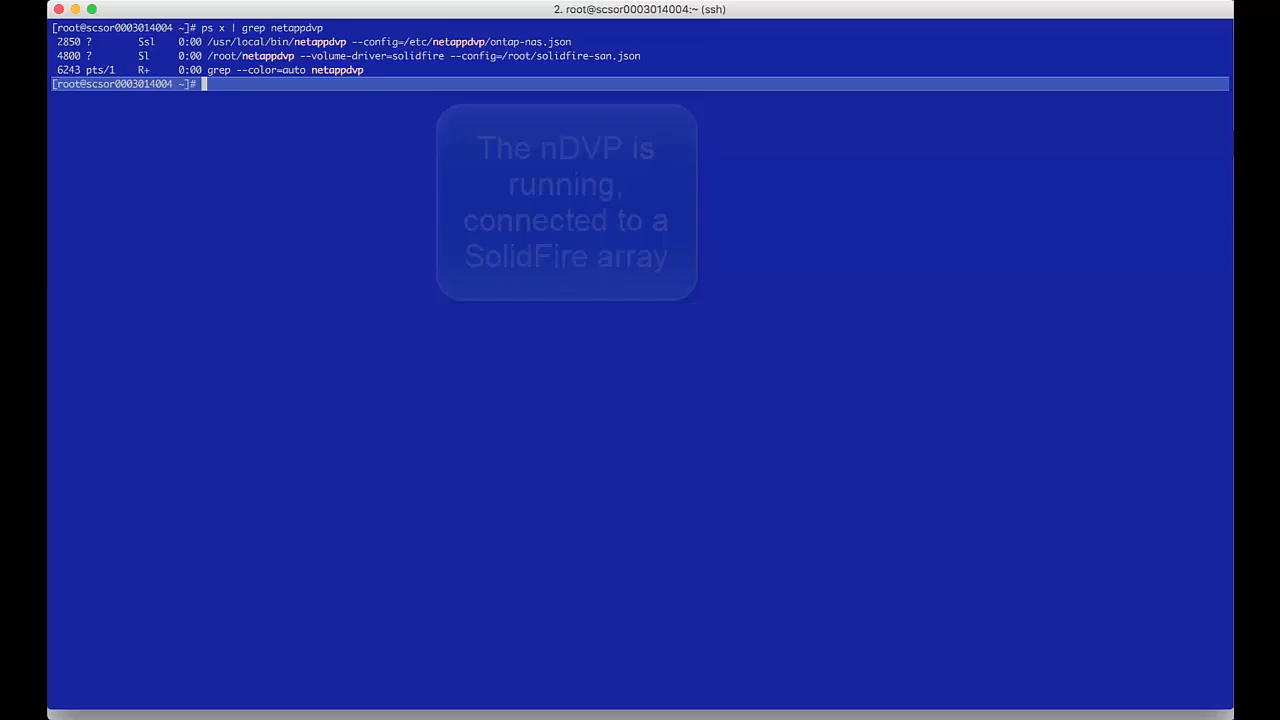 2. root@scsor0003014004:~ (ssh)
[root@scsor0003014004 ~]# ps x | grep netappdvp
2850 ? Ssl 0:00 /usr/local/bin/netappdvp --config=/etc/netappdvp/ontap-nas.json
4800 ? Sl 0:00 /root/netappdvp --volume-driver=solidfire --config=/root/solidfire-san.json
6243 pts/1 R+ 0:00 grep --color=auto netappdvp
[root@scsor0003014004 ~]#
The nDVP is
running,
connected to a
SolidFire array